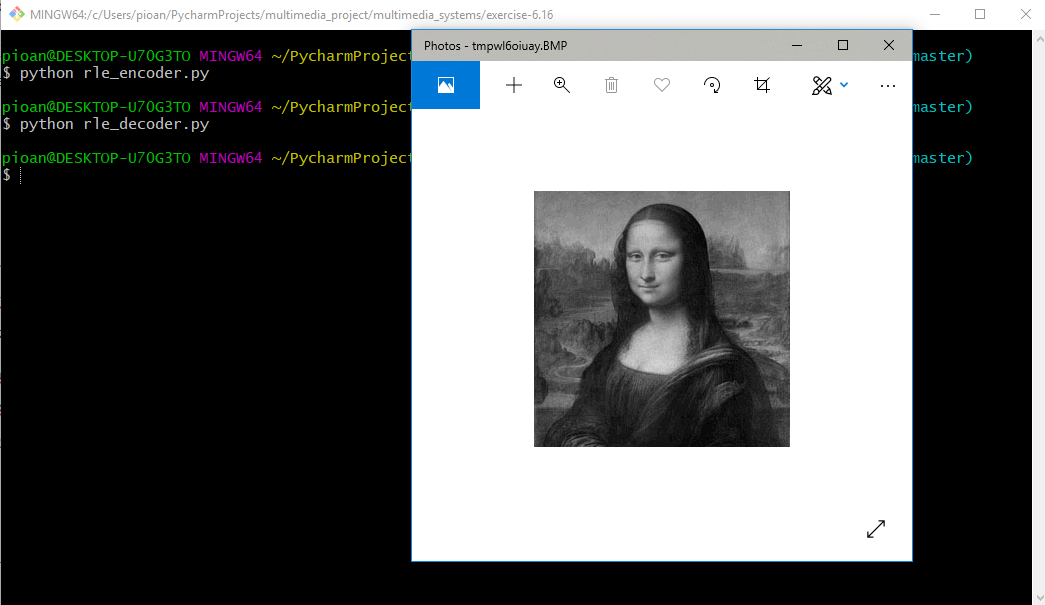 MINGW64:/c/Users/pioan/PycharmProjects/multimedia_project/multimedia_systems/exercise-6.16
Photos - tmpwl6oiuay.BMP
pioan@DESKTOP-U70G3TO MINGW64 ~/PycharmProject master)
$ python rle_encoder.py
pioan@DESKTOP-U70G3TO MINGW64 ~/PycharmProject master)
$ python rle_decoder.py
pioan@DESKTOP-U70G3TO MINGW64 ~/PycharmProject master)
$